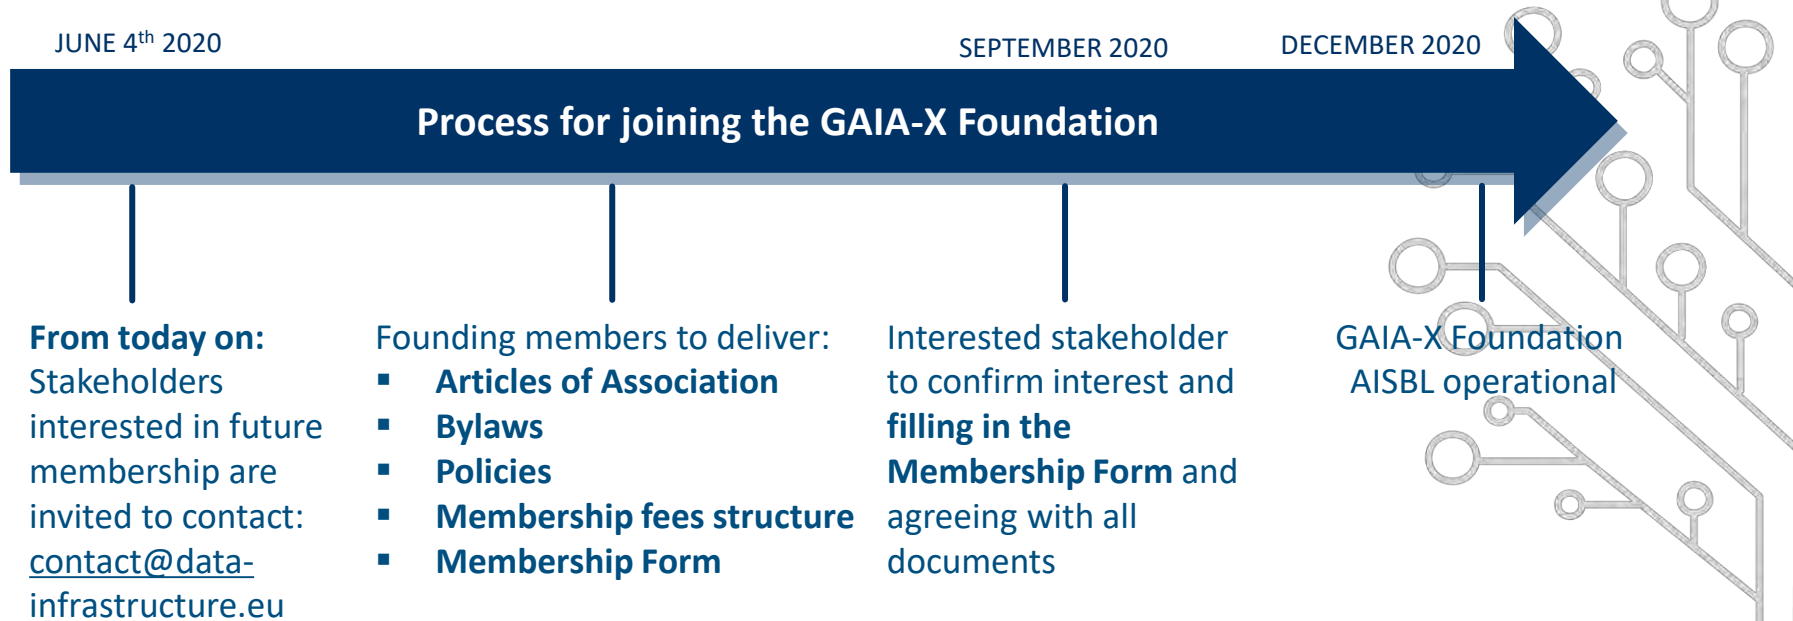 JUNE 4th 2020
SEPTEMBER 2020
DECEMBER 2020
Process for joining the GAIA-X Foundation
From today on:
Stakeholders
interested in future
membership are
invited to contact:
contact@data-
infrastructure.eu
Founding members to deliver:
▪ Articles of Association
▪ Bylaws
▪ Policies
▪ Membership fees structure
▪ Membership Form
Interested stakeholder
to confirm interest and
filling in the
Membership Form and
agreeing with all
documents
GAIA-X Foundation
AISBL operational